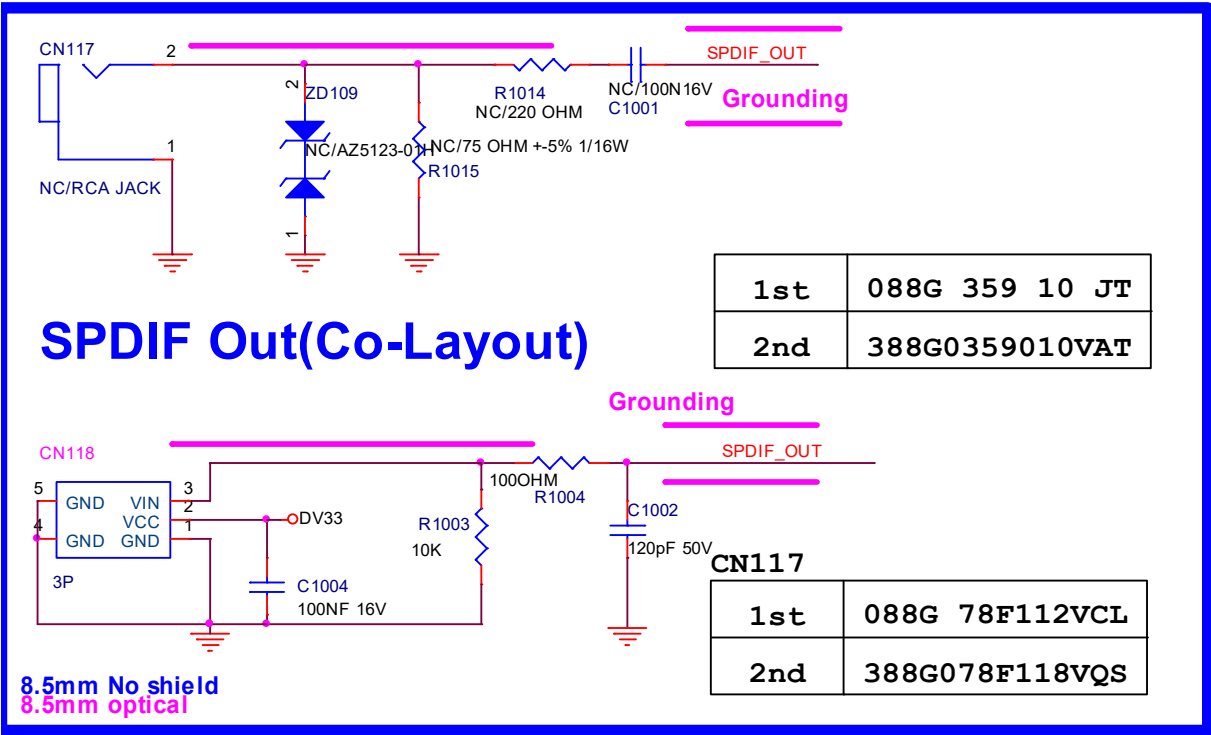 CN117
2
SPDIF_OUT
2
ZD109
R1014
NC/220 OHM
NC/100N16V
C1001
Grounding
1
NC/AZ5123-01H
NC/75 OHM +-5% 1/16W
R1015
NC/RCA JACK
1
1st 088G 359 10 JT
2nd 388G0359010VAT
SPDIF Out(Co-Layout)
Grounding
CN118
SPDIF_OUT
100OHM
R1004
5 GND VIN 3
VCC 2
4 GND GND 1
DV33
R1003
10K
C1002
120pF 50V
3P
C1004
100NF 16V
CN117
1st 088G 78F112VCL
2nd 388G078F118VQS
8.5mm No shield
8.5mm optical